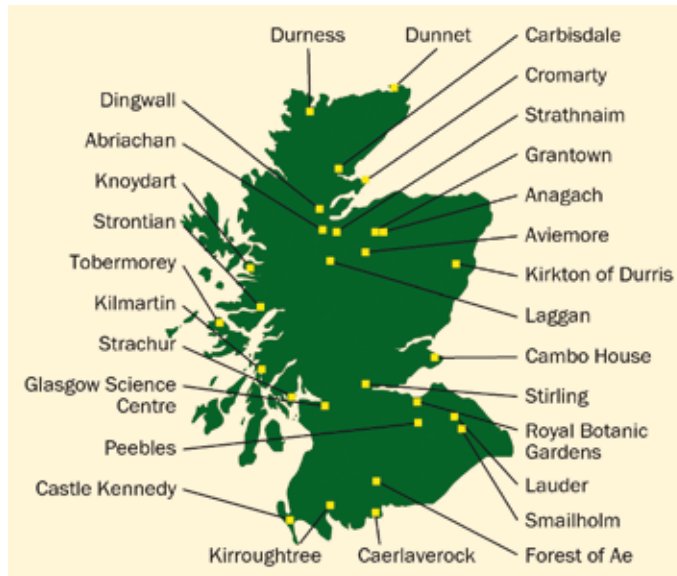 Durness
Dunnet
Carbisdale
Cromarty
Dingwall
Strathnaim
Abriachan
Grantown
Knoydart
Anagach
Strontian
Aviemore
Tobermorey
Kirkton of Durris
Kilmartin
Laggan
Strachur
Cambo House
Glasgow Science
Centre
Stirling
Royal Botanic
Gardens
Peebles
Lauder
Castle Kennedy
Smailholm
Kirroughtree
Caerlaverock
Forest of Ae